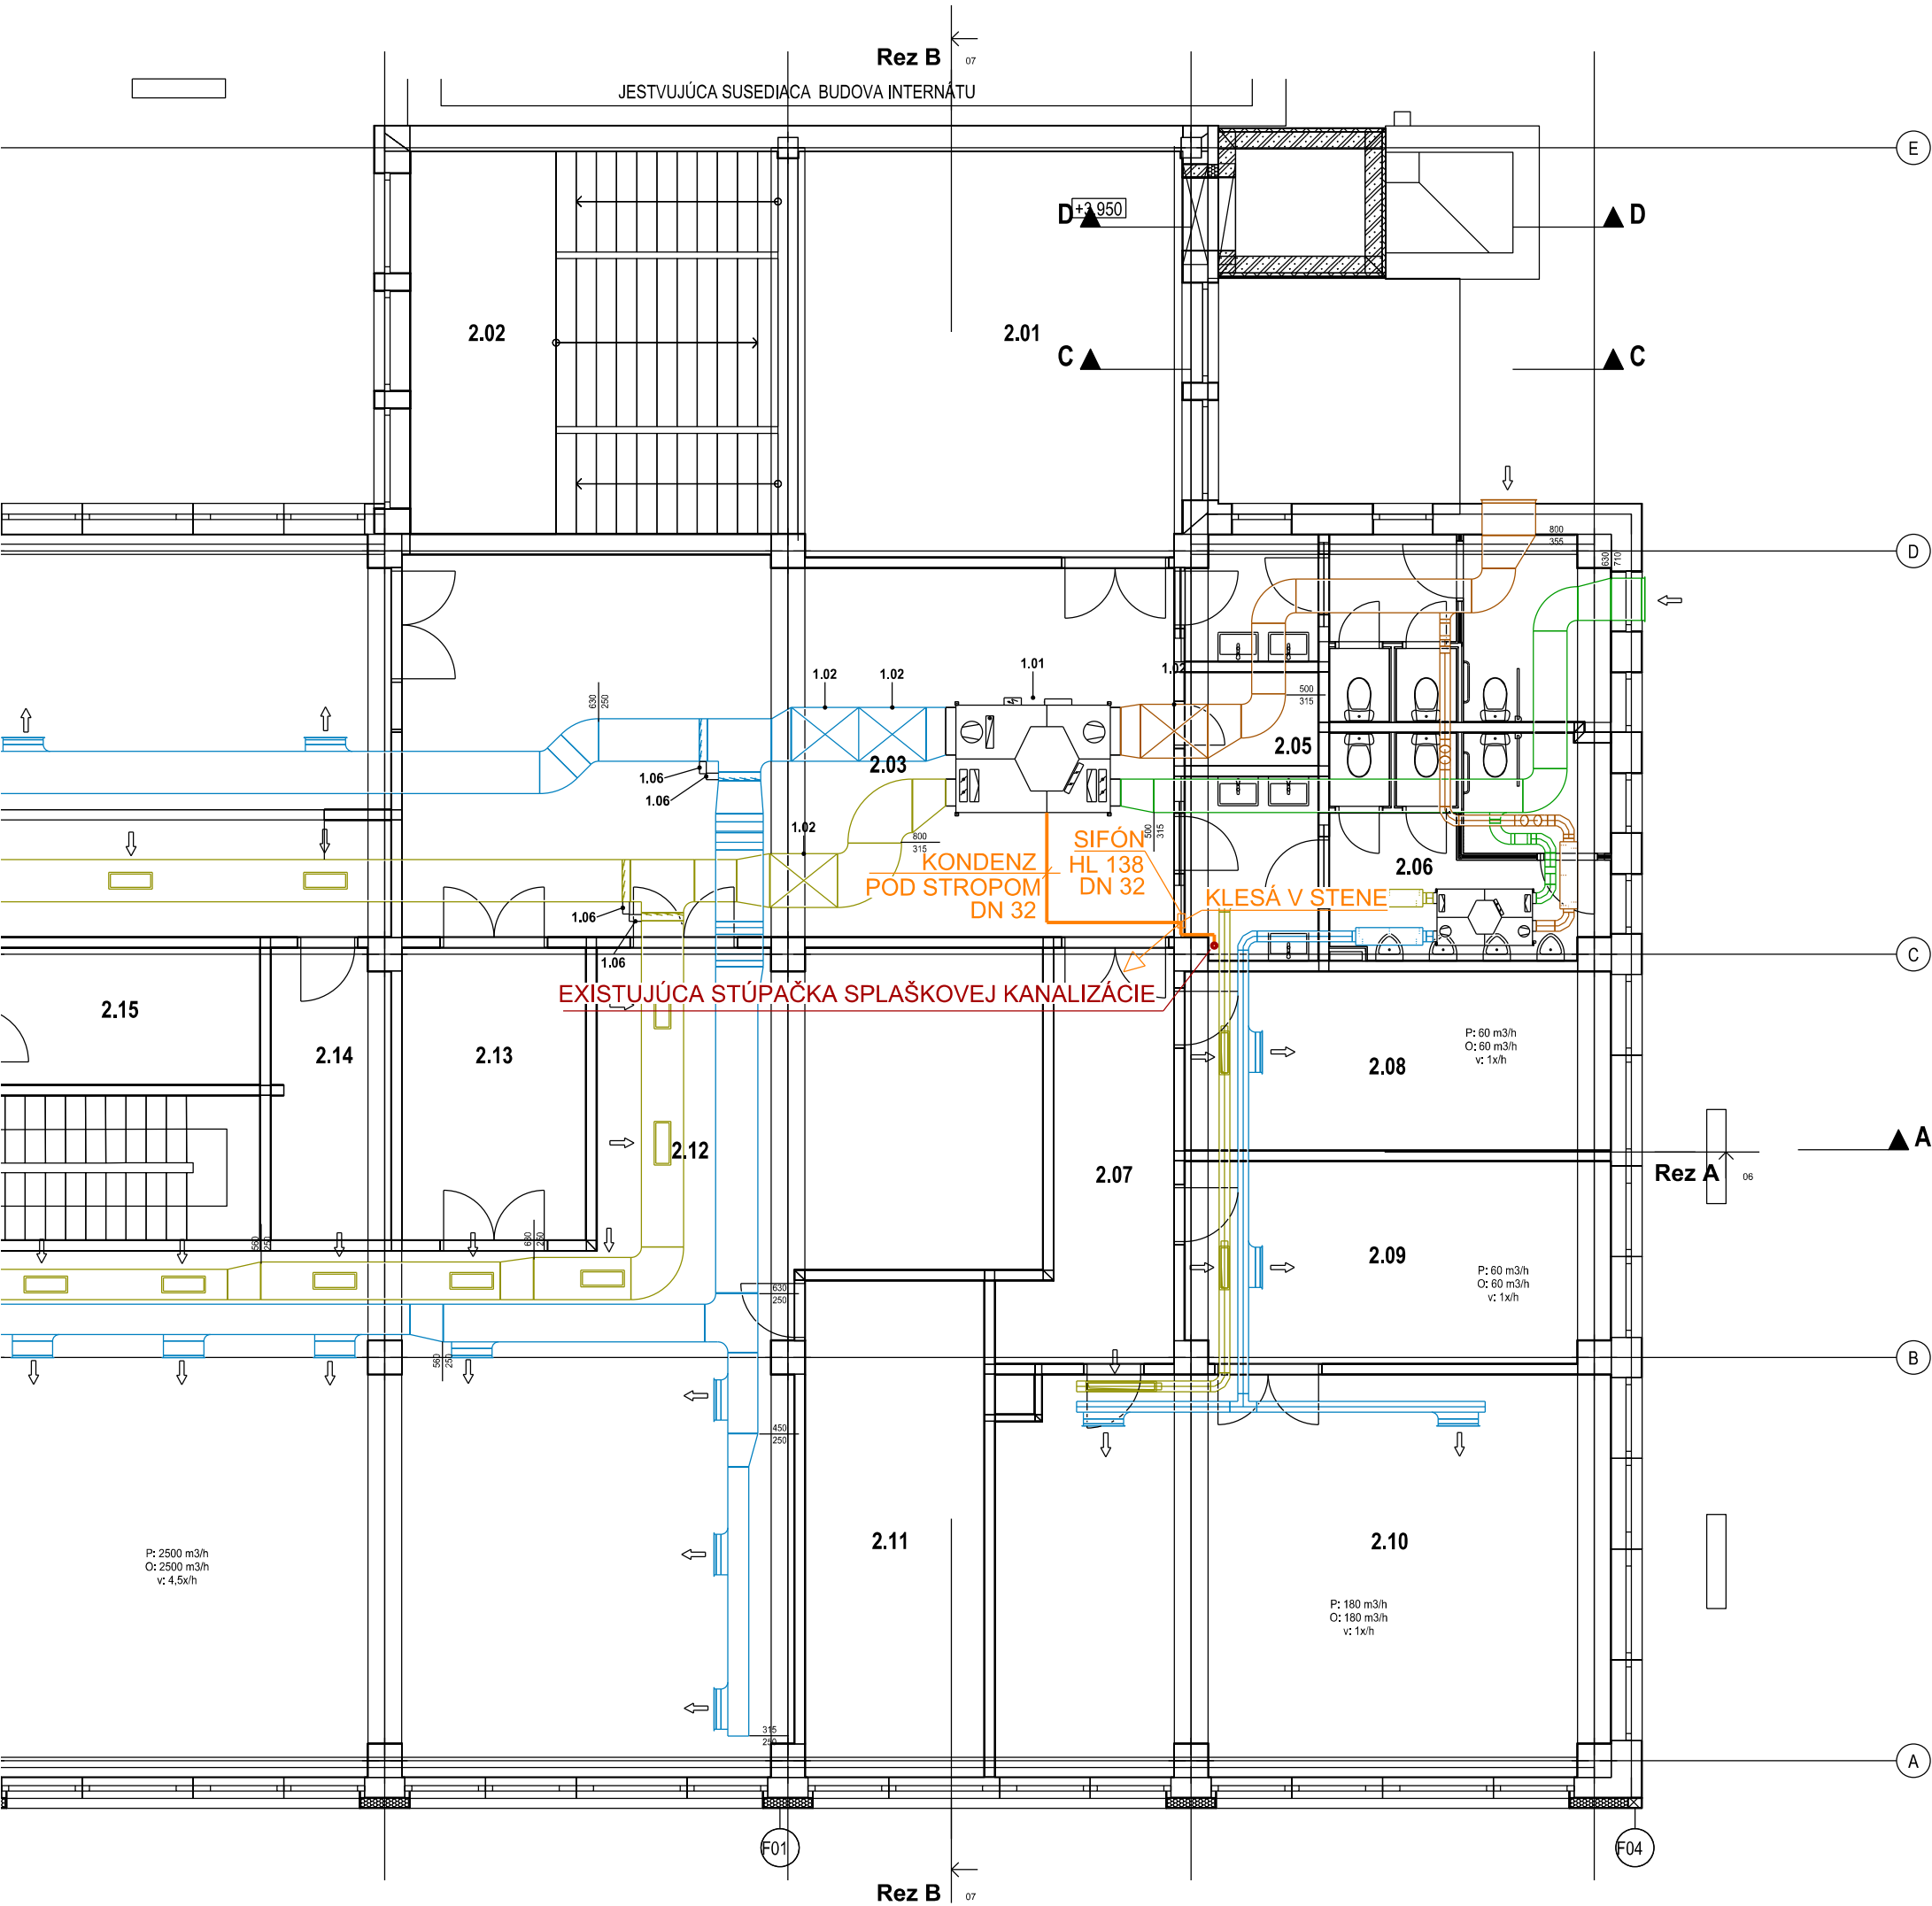 Rez B
07
JESTVUJÚCA SUSEDIACA BUDOVA INTERNÁTU
E
+3,950
D
D
2.02
2.01
C
C
800
355
630
710
D
1.02
1.02
1.01
1.02
630
250
500
315
2.03
2.05
1.06
1.06
1.02
800
315
500
315
SIFÓN
HL 138
DN 32
KONDENZ
POD STROPOM
DN 32
2.06
KLESÁ V STENE
1.06
1.06
C
EXISTUJÚCA STÚPAČKA SPLAŠKOVEJ KANALIZÁCIE
2.15
2.14
2.13
2.08
P: 60 m3/h
O: 60 m3/h
v: 1x/h
2.12
2.07
A
Rez A
06
560
250
630
250
2.09
P: 60 m3/h
O: 60 m3/h
v: 1x/h
630
250
560
250
B
450
250
2.11
2.10
P: 2500 m3/h
O: 2500 m3/h
v: 4,5x/h
P: 180 m3/h
O: 180 m3/h
v: 1x/h
315
250
A
F01
F04
Rez B
07